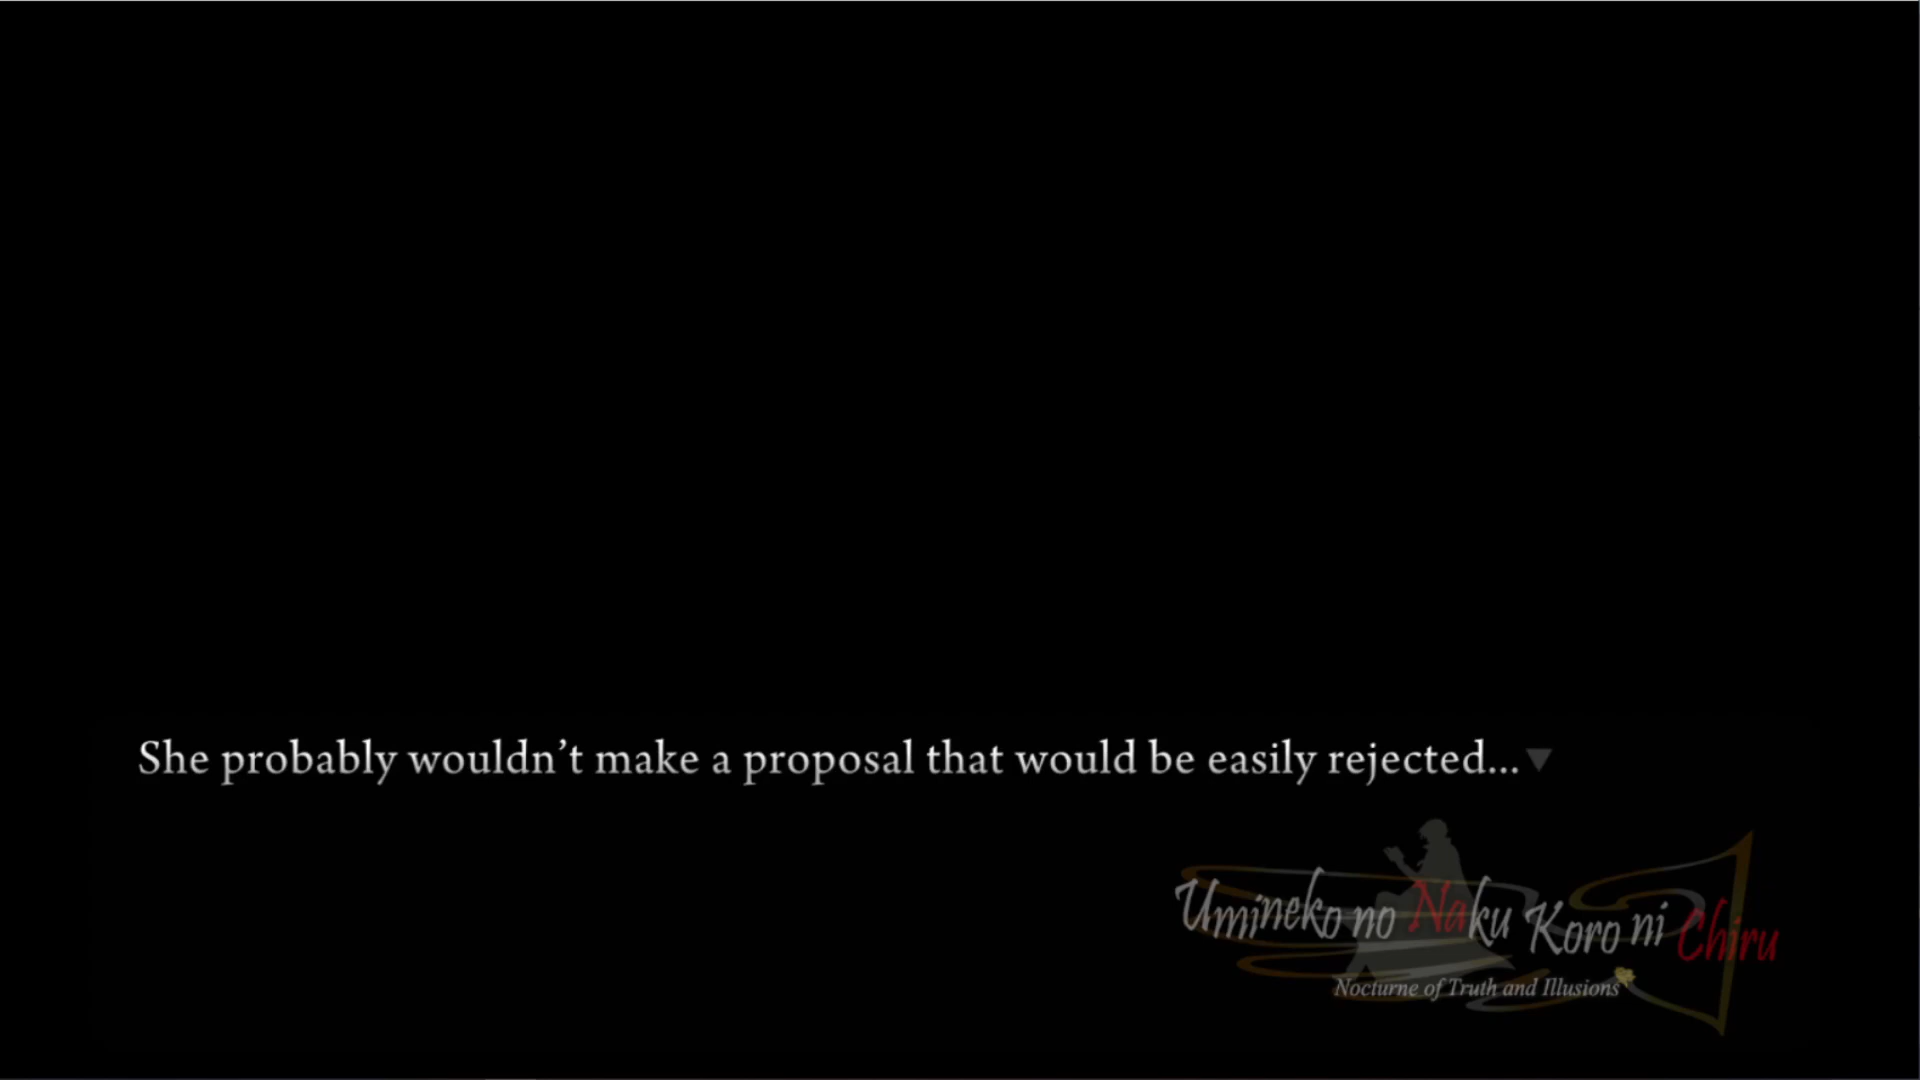 She probably wouldn’t make a proposal that would be easily rejected...
Umineko no Naku Koro ni Chiru
Nocturne of Truth and Illusions